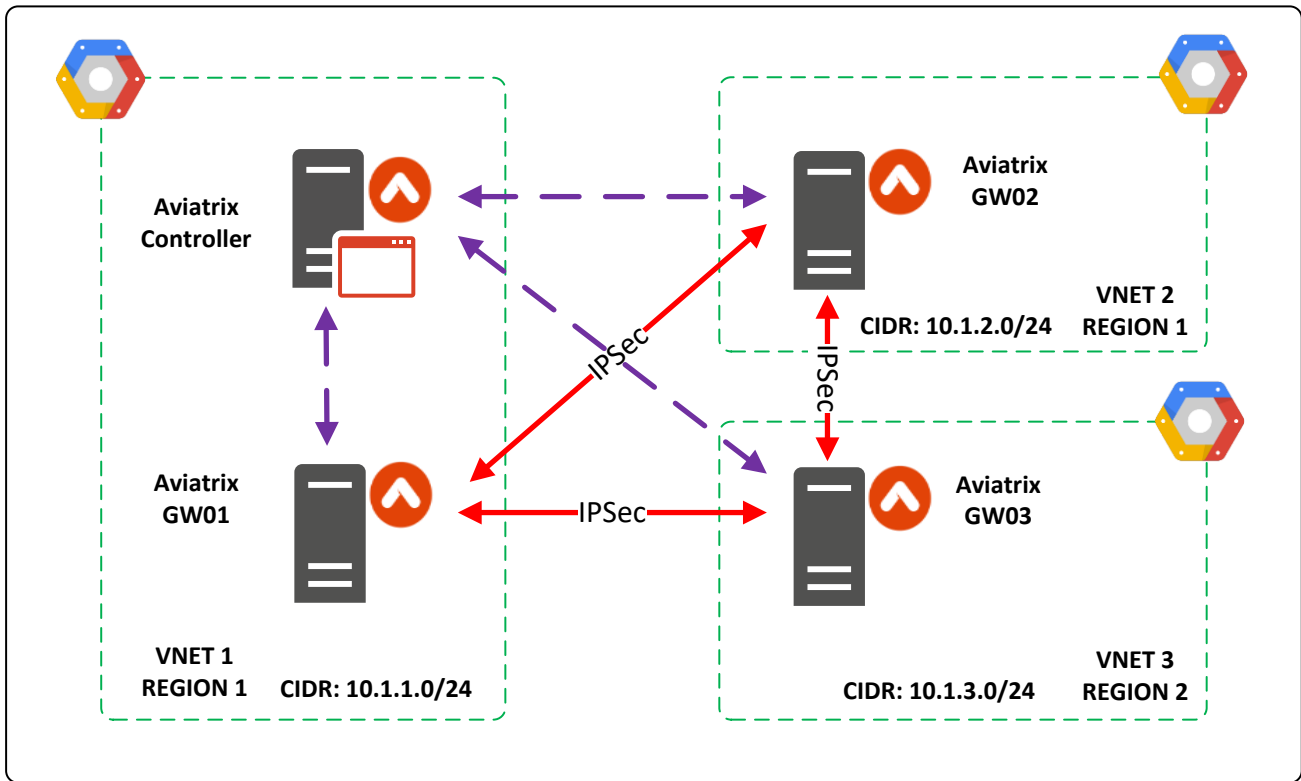 Aviatrix
Controller
Aviatrix
GW02
VNET 2
REGION 1
CIDR: 10.1.2.0/24
IPSec
IPSec
Aviatrix
GW01
IPSec
Aviatrix
GW03
VNET 1
REGION 1
CIDR: 10.1.1.0/24
CIDR: 10.1.3.0/24
VNET 3
REGION 2